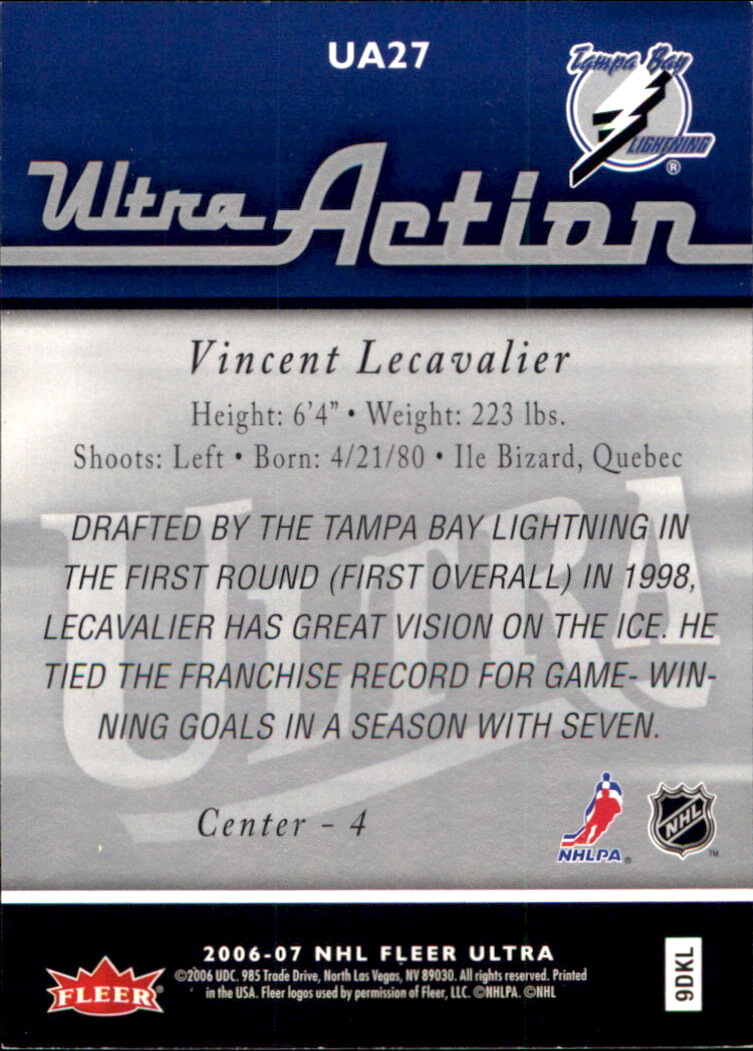 UA27
Tampa Bay
LIGHTNING
®
Ultra Action
Vincent Lecavalier
Height: 6'4" • Weight: 223 lbs.
Shoots: Left • Born: 4/21/80 • Ile Bizard, Quebec
ULTRA
DRAFTED BY THE TAMPA BAY LIGHTNING IN
THE FIRST ROUND (FIRST OVERALL) IN 1998,
LECAVALIER HAS GREAT VISION ON THE ICE. HE
TIED THE FRANCHISE RECORD FOR GAME- WIN-
NING GOALS IN A SEASON WITH SEVEN.
Center - 4
NHLPA®
NHL
TM
FLEER®
2006-07 NHL FLEER ULTRA
©2006 UDC. 985 Trade Drive, North Las Vegas, NV 89030. All rights reserved. Printed
in the USA. Fleer logos used by permission of Fleer, LLC. ©NHLPA. ©NHL
9DKL